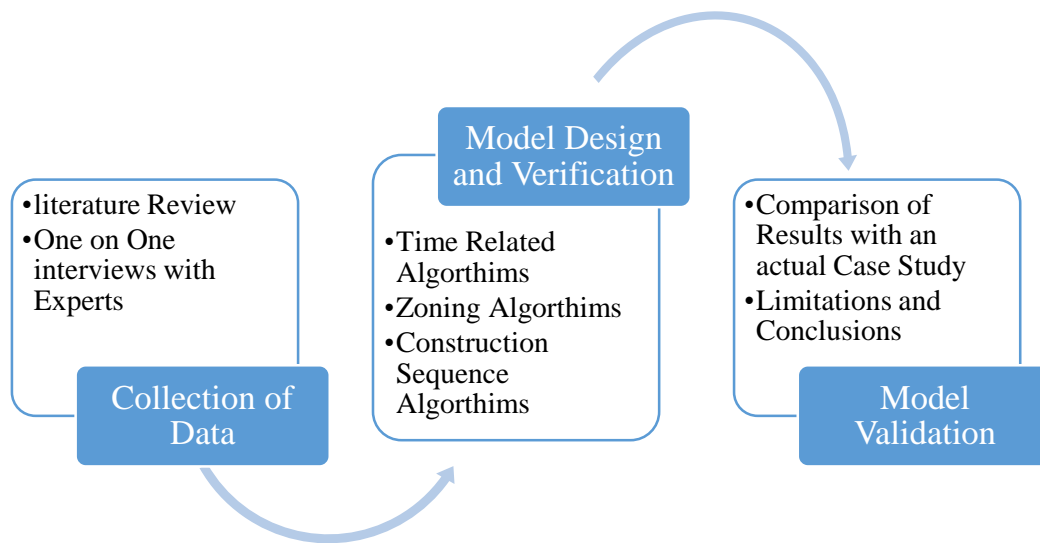 •literature Review
•One on One
interviews with
Experts
Collection of
Data
Model Design
and Verification
•Time Related
Algorthims
•Zoning Algorthims
•Construction
Sequence
Algorthims
•Comparison of
Results with an
actual Case Study
•Limitations and
Conclusions
Model
Validation